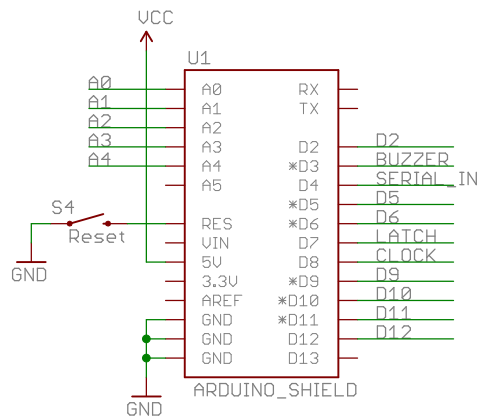 VCC
U1
A0 A0 RX
A1 A1 TX
A2 A2
A3 A3 D2 D2
A4 A4 *D3 BUZZER
A5 D4 SERIAL_IN
*D5 D5
S4 RES *D6 D6
Reset VIN D7 LATCH
GND 5V D8 CLOCK
3.3V *D9 D9
AREF *D10 D10
GND *D11 D11
GND D12 D12
GND D13
ARDUINO_SHIELD
GND